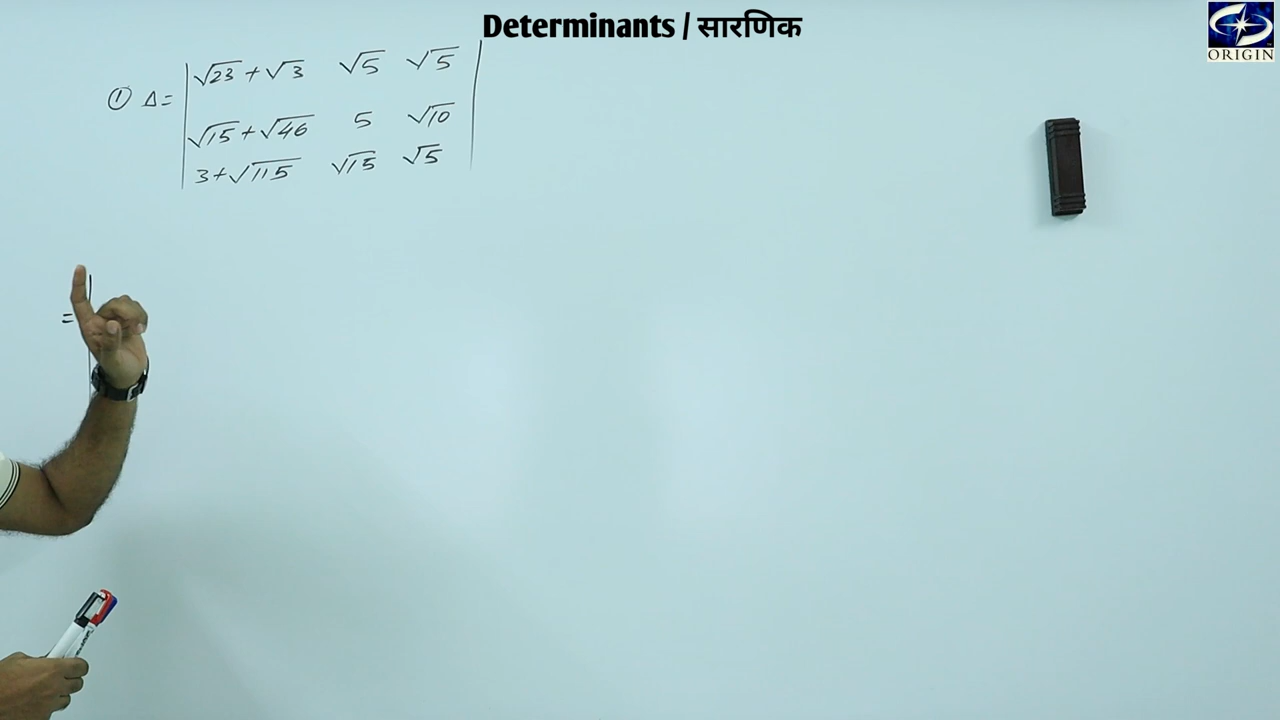 Determinants / सारणिक
ORIGIN
① Δ = | √23 + √3 √5 √5 |
√15 + √46 5 √10
3 + √115 √15 √5
=